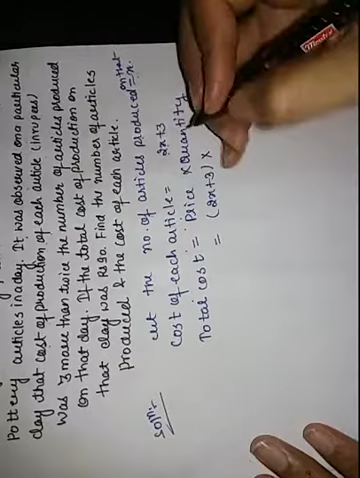 Pottery articles in a day. It was observed on a particular
day that cost of production of each article (in rupees)
was 3 more than twice the number of articles produced
on that day. If the total cost of production on
that day was Rs 90. Find the number of articles
Produced & the cost of each article.
Soln:- Let the no. of articles produced on that = x.
Cost of each article = 2x+3
Total cost = Price × Quantity
= (2x+3) ×